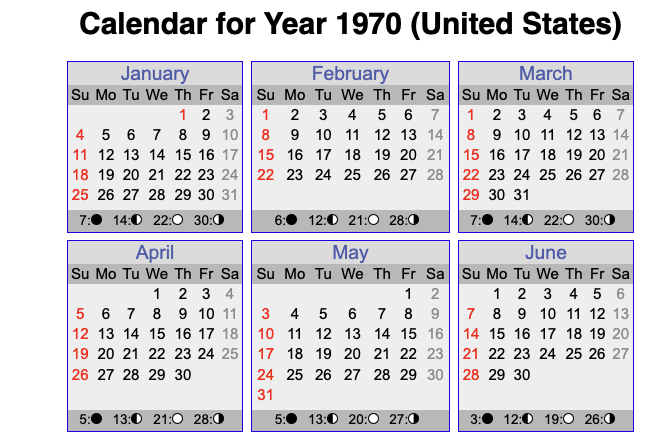 Calendar for Year 1970 (United States)
January
Su Mo Tu We Th Fr Sa
1 2 3
4 5 6 7 8 9 10
11 12 13 14 15 16 17
18 19 20 21 22 23 24
25 26 27 28 29 30 31
7:🌑 14:🌓 22:🌕 30:🌗
February
Su Mo Tu We Th Fr Sa
1 2 3 4 5 6 7
8 9 10 11 12 13 14
15 16 17 18 19 20 21
22 23 24 25 26 27 28
6:🌑 12:🌓 21:🌕 28:🌗
March
Su Mo Tu We Th Fr Sa
1 2 3 4 5 6 7
8 9 10 11 12 13 14
15 16 17 18 19 20 21
22 23 24 25 26 27 28
29 30 31
7:🌑 14:🌓 22:🌕 30:🌗
April
Su Mo Tu We Th Fr Sa
1 2 3 4
5 6 7 8 9 10 11
12 13 14 15 16 17 18
19 20 21 22 23 24 25
26 27 28 29 30
5:🌑 13:🌓 21:🌕 28:🌗
May
Su Mo Tu We Th Fr Sa
1 2
3 4 5 6 7 8 9
10 11 12 13 14 15 16
17 18 19 20 21 22 23
24 25 26 27 28 29 30
31
5:🌑 13:🌓 20:🌕 27:🌗
June
Su Mo Tu We Th Fr Sa
1 2 3 4 5 6
7 8 9 10 11 12 13
14 15 16 17 18 19 20
21 22 23 24 25 26 27
28 29 30
3:🌑 12:🌓 19:🌕 26:🌗